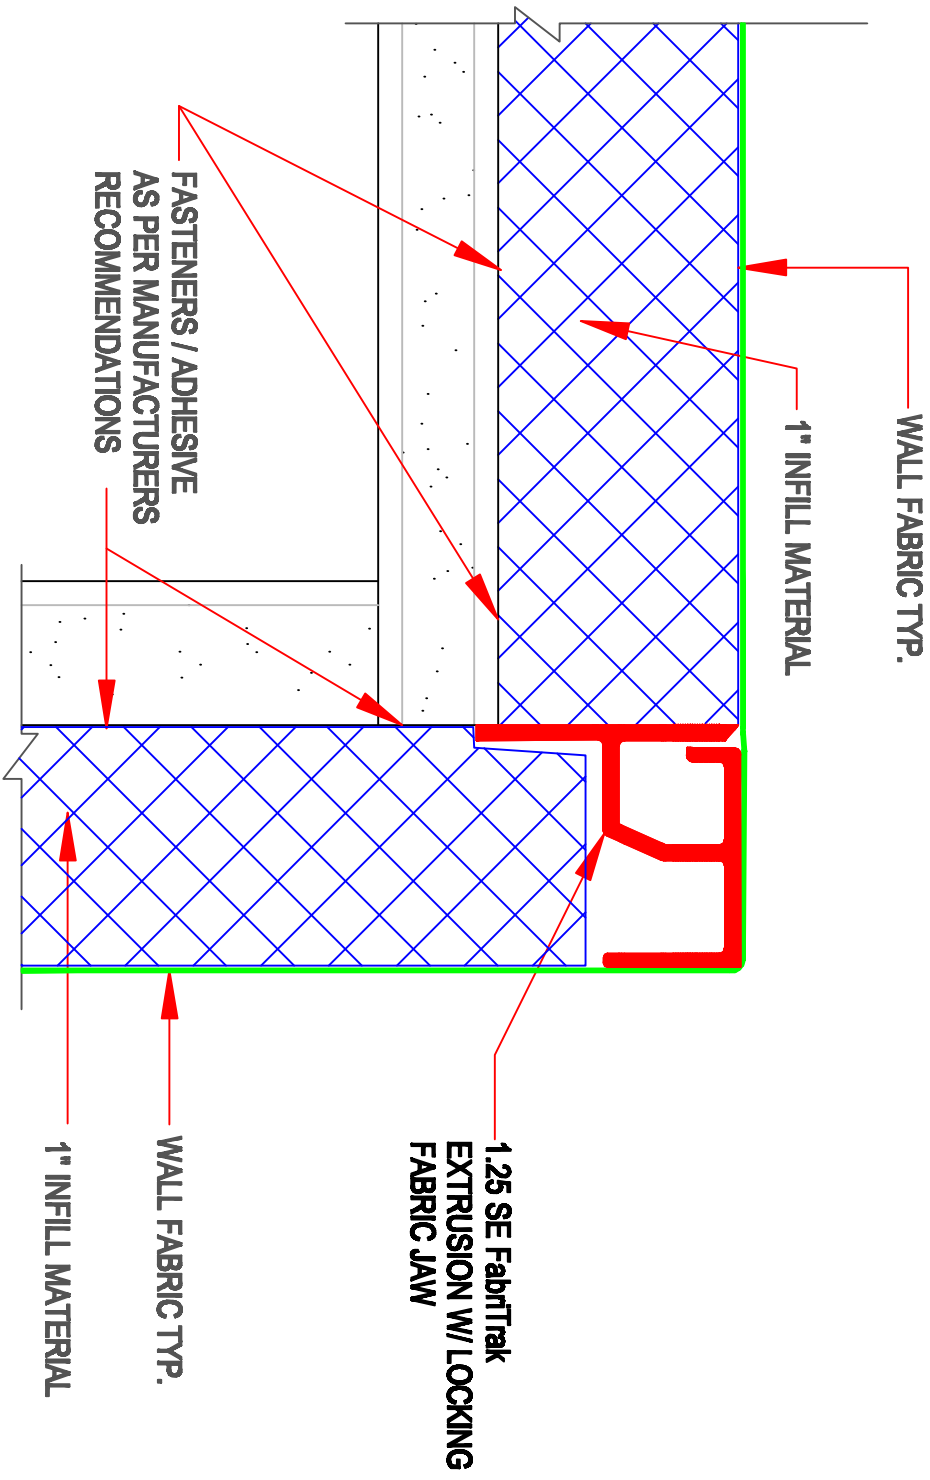 WALL FABRIC TYP.
1" INFILL MATERIAL
FASTENERS / ADHESIVE
AS PER MANUFACTURERS
RECOMMENDATIONS
1.25 SE FabriTrak
EXTRUSION W/ LOCKING
FABRIC JAW
WALL FABRIC TYP.
1" INFILL MATERIAL